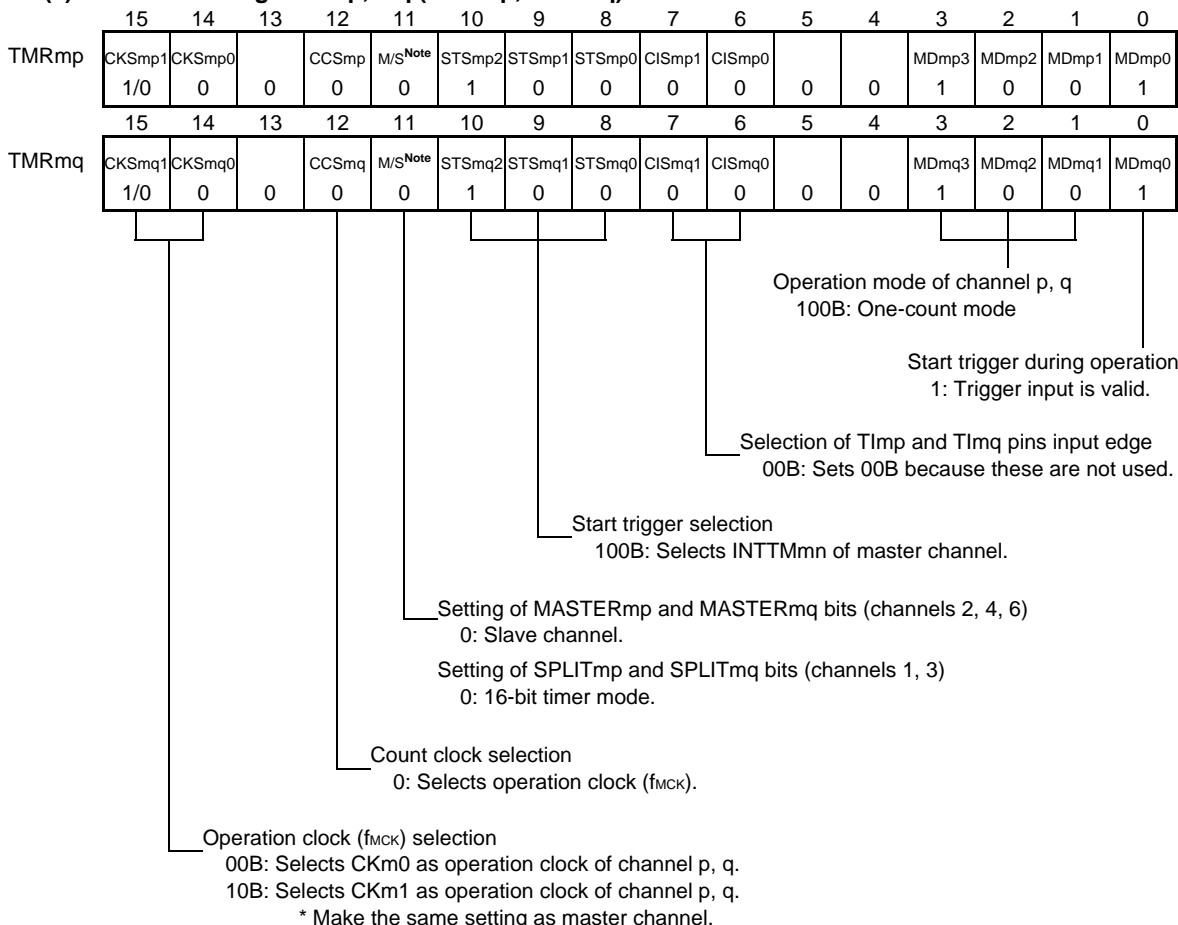 15 14 13 12 11 10 9 8 7 6 5 4 3 2 1 0
TMRmp CKSmp1 CKSmp0 CCSmp M/SNote STSmp2 STSmp1 STSmp0 CISmp1 CISmp0 MDmp3 MDmp2 MDmp1 MDmp0
1/0 0 0 0 0 1 0 0 0 0 0 0 1 0 0 1
15 14 13 12 11 10 9 8 7 6 5 4 3 2 1 0
TMRmq CKSmq1 CKSmq0 CCSmq M/SNote STSmq2 STSmq1 STSmq0 CISmq1 CISmq0 MDmq3 MDmq2 MDmq1 MDmq0
1/0 0 0 0 0 1 0 0 0 0 0 0 1 0 0 1
Operation mode of channel p, q
100B: One-count mode
Start trigger during operation
1: Trigger input is valid.
Selection of TImp and TImq pins input edge
00B: Sets 00B because these are not used.
Start trigger selection
100B: Selects INTTMmn of master channel.
Setting of MASTERmp and MASTERmq bits (channels 2, 4, 6)
0: Slave channel.
Setting of SPLITmp and SPLITmq bits (channels 1, 3)
0: 16-bit timer mode.
Count clock selection
0: Selects operation clock (fMCK).
Operation clock (fMCK) selection
00B: Selects CKm0 as operation clock of channel p, q.
10B: Selects CKm1 as operation clock of channel p, q.
* Make the same setting as master channel.